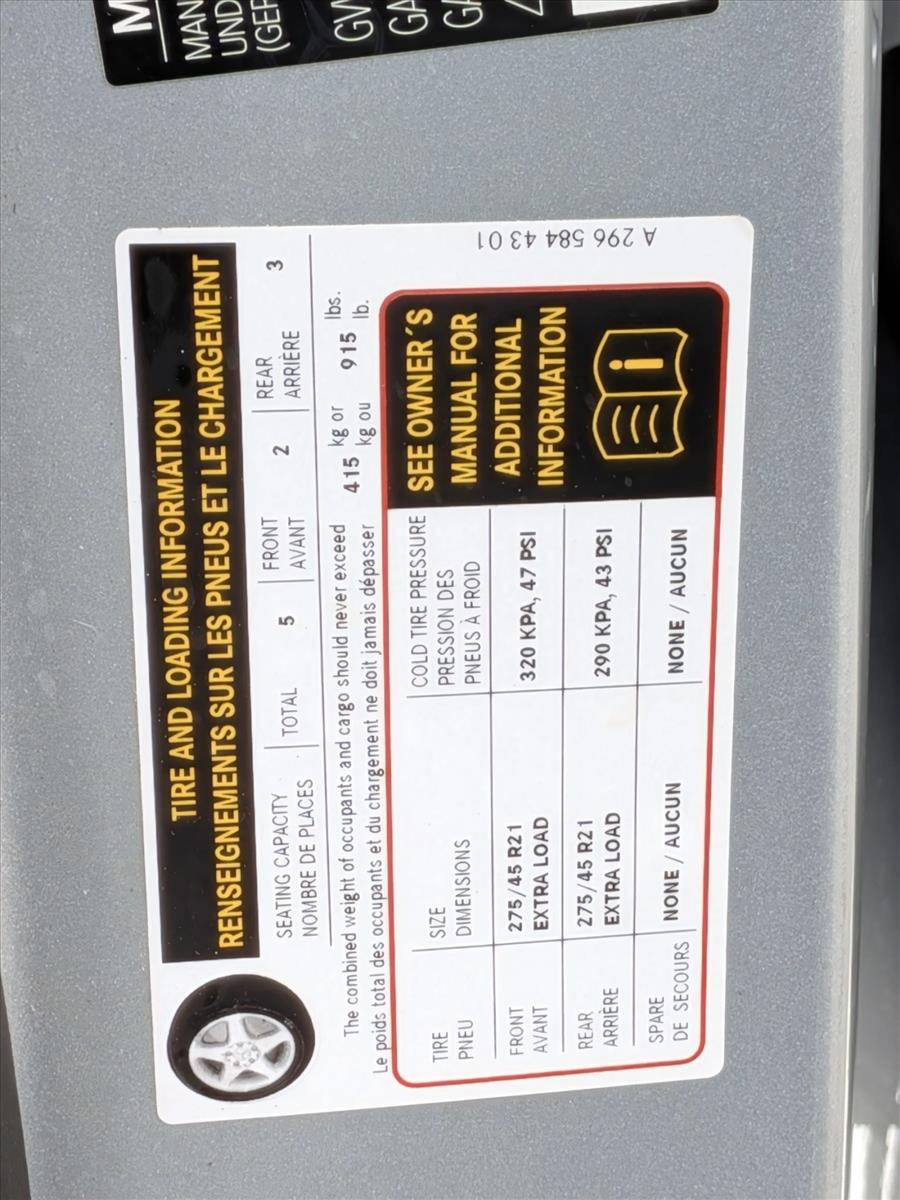 TIRE AND LOADING INFORMATION
RENSEIGNEMENTS SUR LES PNEUS ET LE CHARGEMENT
SEATING CAPACITY
NOMBRE DE PLACES
TOTAL 5
FRONT
AVANT
2
REAR
ARRIÈRE
3
The combined weight of occupants and cargo should never exceed 415 kg or 915 lbs.
Le poids total des occupants et du chargement ne doit jamais dépasser kg ou lb.
TIRE
PNEU
SIZE
DIMENSIONS
COLD TIRE PRESSURE
PRESSION DES
PNEUS À FROID
FRONT
AVANT
275/45 R21
EXTRA LOAD
320 KPA, 47 PSI
REAR
ARRIÈRE
275/45 R21
EXTRA LOAD
290 KPA, 43 PSI
SPARE
DE SECOURS
NONE / AUCUN
NONE / AUCUN
SEE OWNER´S
MANUAL FOR
ADDITIONAL
INFORMATION
A 296 584 43 01